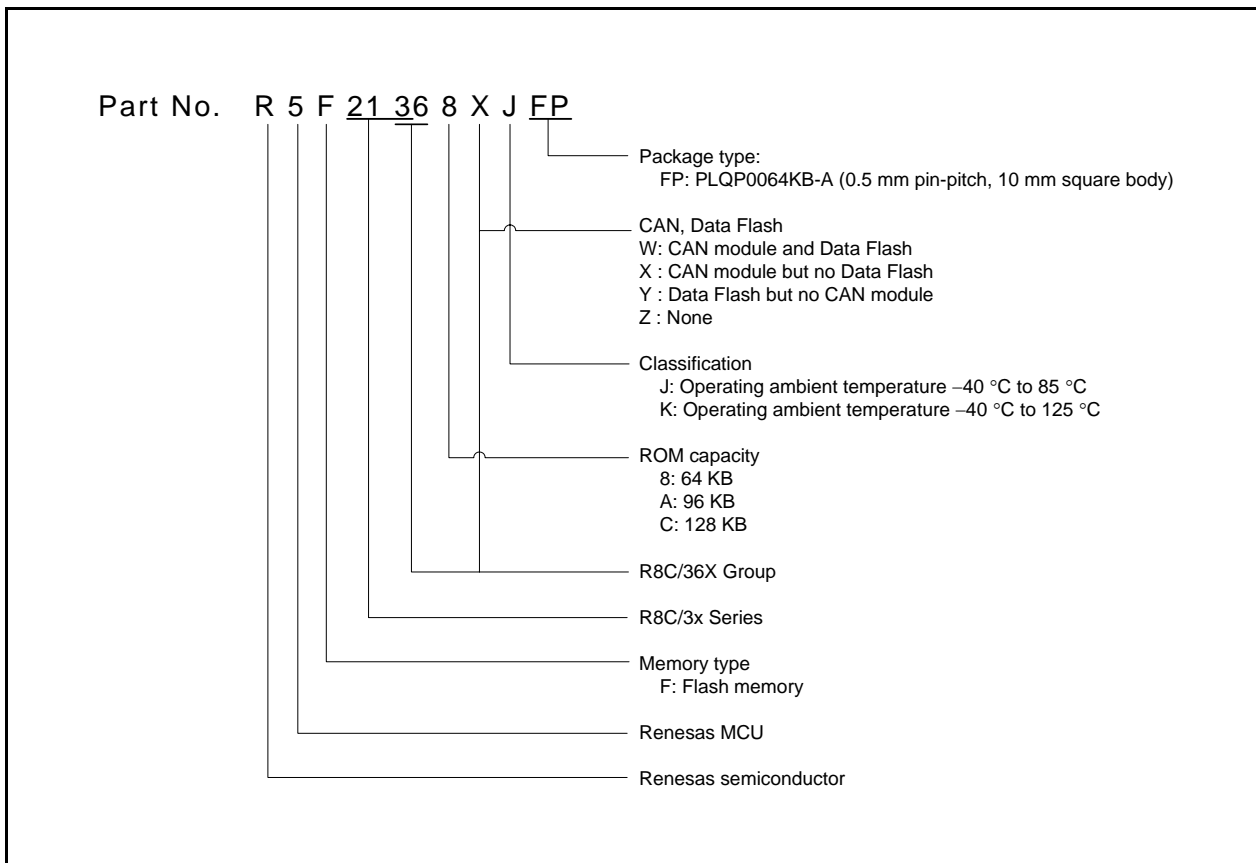 Part No. R 5 F 21 36 8 X J FP
Package type:
FP: PLQP0064KB-A (0.5 mm pin-pitch, 10 mm square body)
CAN, Data Flash
W: CAN module and Data Flash
X : CAN module but no Data Flash
Y : Data Flash but no CAN module
Z : None
Classification
J: Operating ambient temperature −40 °C to 85 °C
K: Operating ambient temperature −40 °C to 125 °C
ROM capacity
8: 64 KB
A: 96 KB
C: 128 KB
R8C/36X Group
R8C/3x Series
Memory type
F: Flash memory
Renesas MCU
Renesas semiconductor